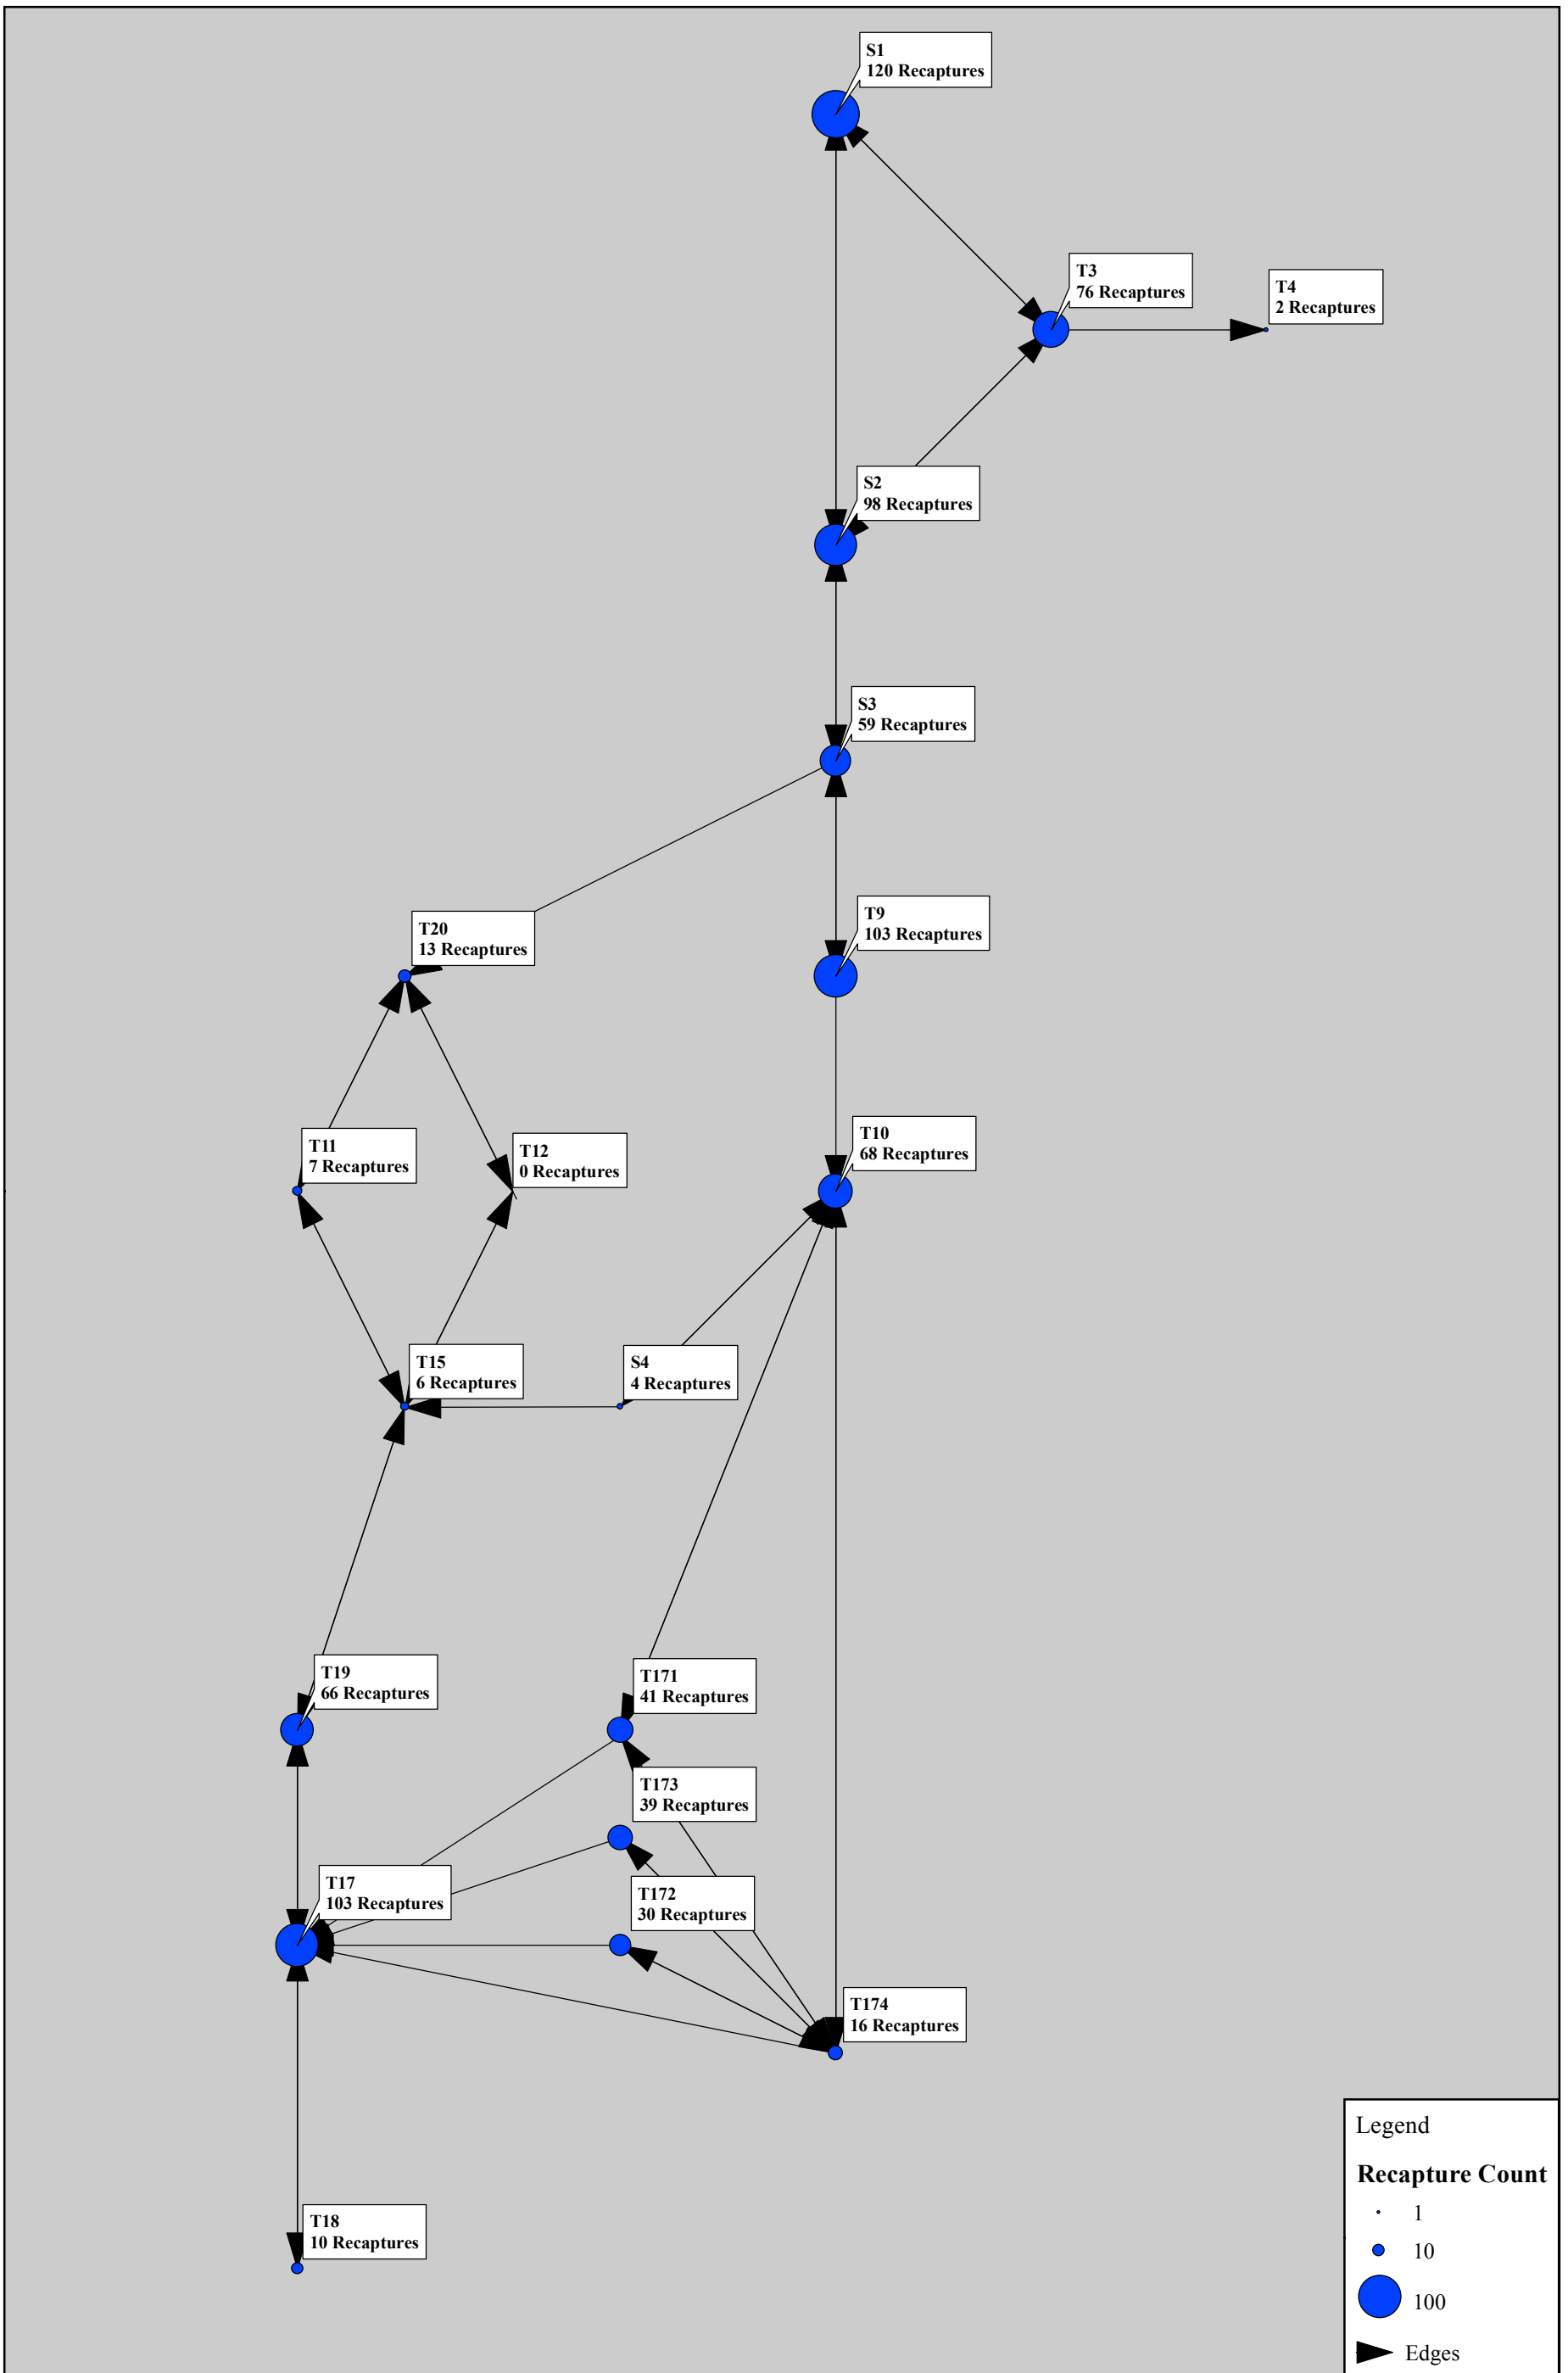 S1
120 Recaptures
T3
76 Recaptures
T4
2 Recaptures
S2
98 Recaptures
S3
59 Recaptures
T9
103 Recaptures
T20
13 Recaptures
T10
68 Recaptures
T11
7 Recaptures
T12
0 Recaptures
T15
6 Recaptures
S4
4 Recaptures
T19
66 Recaptures
T171
41 Recaptures
T173
39 Recaptures
T17
103 Recaptures
T172
30 Recaptures
T174
16 Recaptures
T18
10 Recaptures
Legend
Recapture Count
1
10
100
Edges